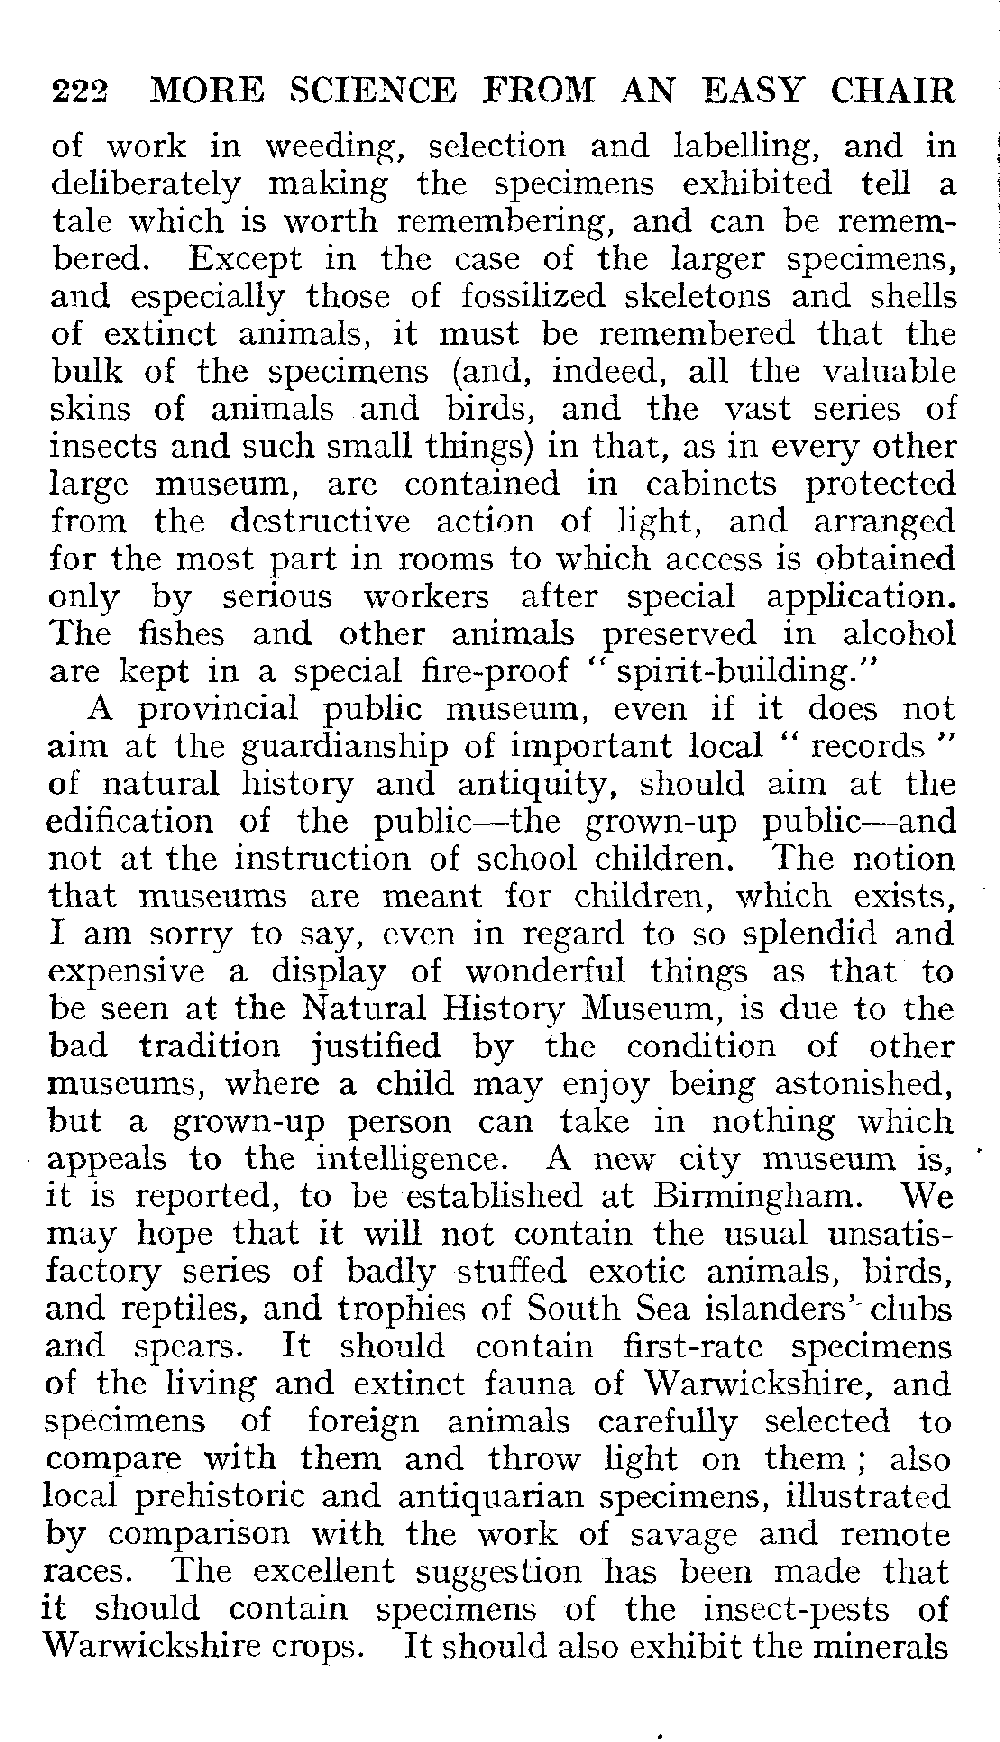 222 MORE SCIENCE FROM AN EASY CHAIR
of work in weeding, selection and labelling, and in
deliberately making the specimens exhibited tell a
tale which is worth remembering, and can be remem-
bered. Except in the case of the larger specimens,
and especially those of fossilized skeletons and shells
of extinct animals, it must be remembered that the
bulk of the specimens (and, indeed, all the valuable
skins of animals and birds, and the vast series of
insects and such small things) in that, as in every other
large museum, are contained in cabinets protected
from the destructive action of light, and arranged
for the most part in rooms to which access is obtained
only by serious workers after special application.
The fishes and other animals preserved in alcohol
are kept in a special fire-proof “ spirit-building.”
A provincial public museum, even if it does not
aim at the guardianship of important local “ records ”
of natural history and antiquity, should aim at the
edification of the public—the grown-up public—and
not at the instruction of school children. The notion
that museums are meant for children, which exists,
I am sorry to say, even in regard to so splendid and
expensive a display of wonderful things as that to
be seen at the Natural History Museum, is due to the
bad tradition justified by the condition of other
museums, where a child may enjoy being astonished,
but a grown-up person can take in nothing which
appeals to the intelligence. A new city museum is,
it is reported, to be established at Birmingham. We
may hope that it will not contain the usual unsatis-
factory series of badly stuffed exotic animals, birds,
and reptiles, and trophies of South Sea islanders’ clubs
and spears. It should contain first-rate specimens
of the living and extinct fauna of Warwickshire, and
specimens of foreign animals carefully selected to
compare with them and throw light on them ; also
local prehistoric and antiquarian specimens, illustrated
by comparison with the work of savage and remote
races. The excellent suggestion has been made that
it should contain specimens of the insect-pests of
Warwickshire crops. It should also exhibit the minerals